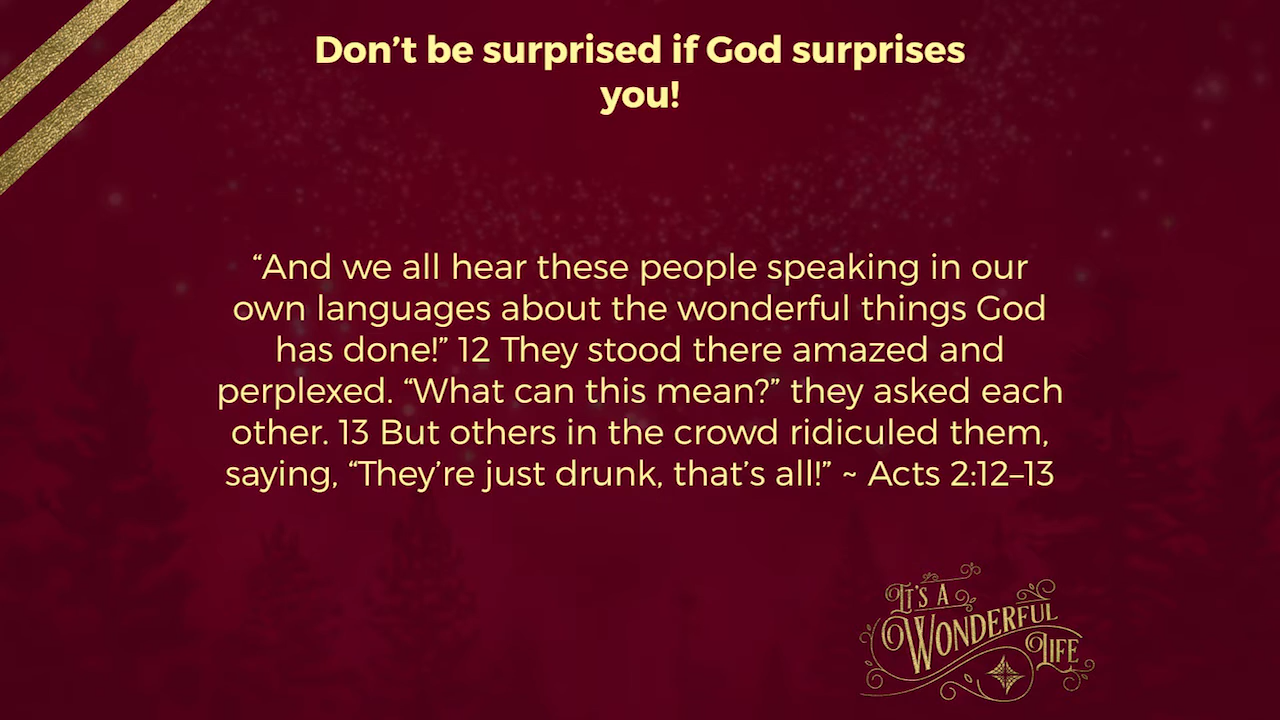 Don’t be surprised if God surprises
you!
“And we all hear these people speaking in our
own languages about the wonderful things God
has done!” 12 They stood there amazed and
perplexed. “What can this mean?” they asked each
other. 13 But others in the crowd ridiculed them,
saying, “They’re just drunk, that’s all!” ~ Acts 2:12–13
IT'S A
WONDERFUL
LIFE